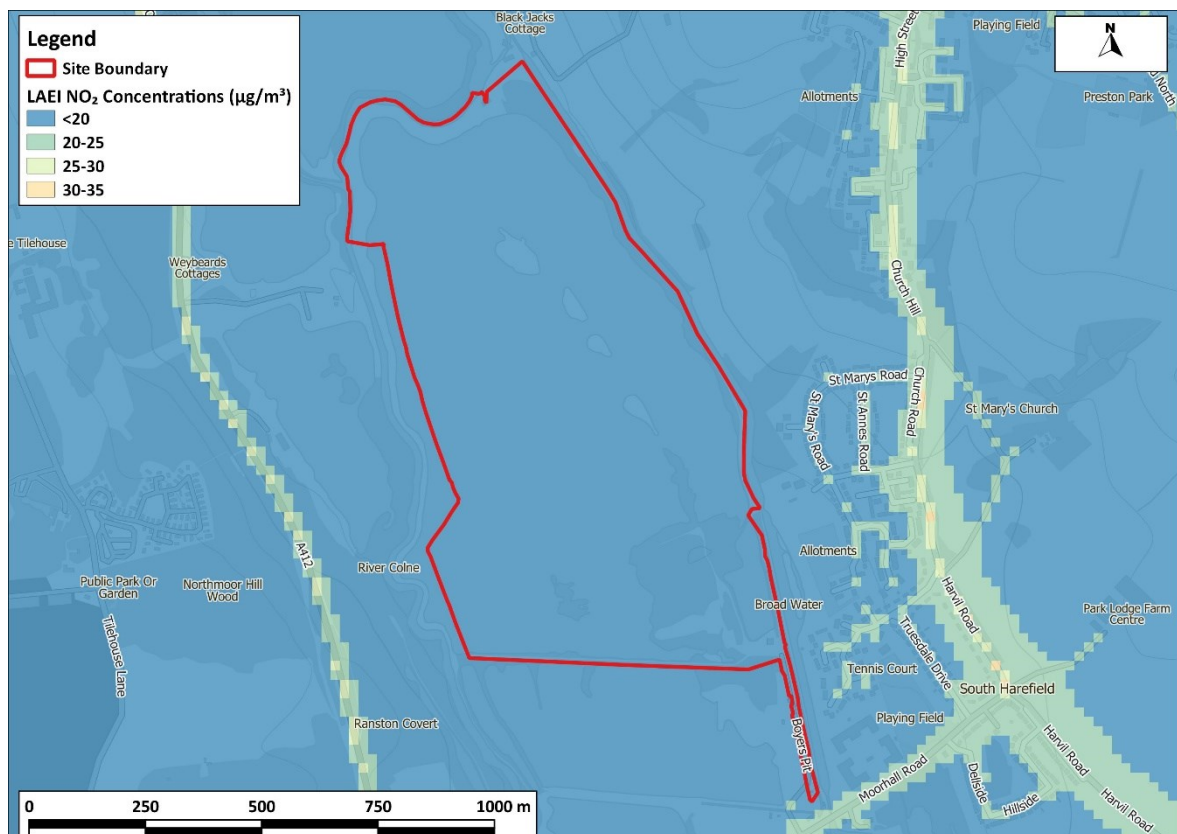 Legend
Site Boundary
LAEI NO₂ Concentrations (µg/m³)
<20
20-25
25-30
30-35
N
Black Jacks
Cottage
High Street
Playing Field
Allotments
Preston Park
North
e Tilehouse
Weybeards
Cottages
Church Hill
St Marys Road
Church Road
St Mary's Church
St Mary's Road
St Annes Road
A412
Allotments
River Colne
Public Park Or
Garden
Northmoor Hill
Wood
Harvil Road
Broad Water
Park Lodge Farm
Centre
Tilehouse Lane
Truesdale Drive
Tennis Court
South Harefield
Ranston Covert
Boyers Pit
Playing Field
Harvil Road
Moorhall Road
Dellside
Hillside
Harvil Road
0 250 500 750 1000 m